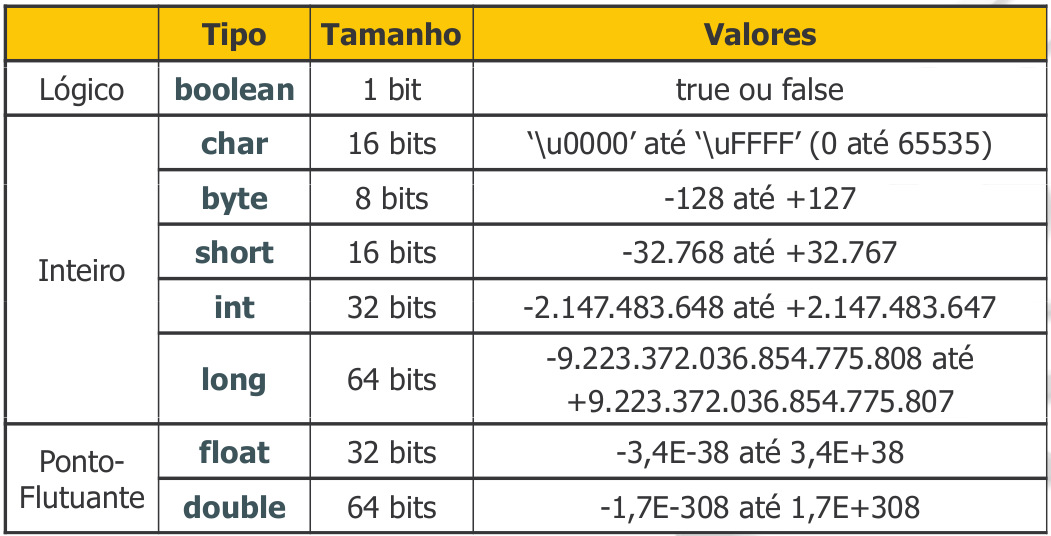 Tipo Tamanho Valores
Lógico boolean 1 bit true ou false
char 16 bits ‘\u0000’ até ‘\uFFFF’ (0 até 65535)
byte 8 bits -128 até +127
short 16 bits -32.768 até +32.767
Inteiro
int 32 bits -2.147.483.648 até +2.147.483.647
long 64 bits -9.223.372.036.854.775.808 até
+9.223.372.036.854.775.807
Ponto-
Flutuante
float 32 bits -3,4E-38 até 3,4E+38
double 64 bits -1,7E-308 até 1,7E+308